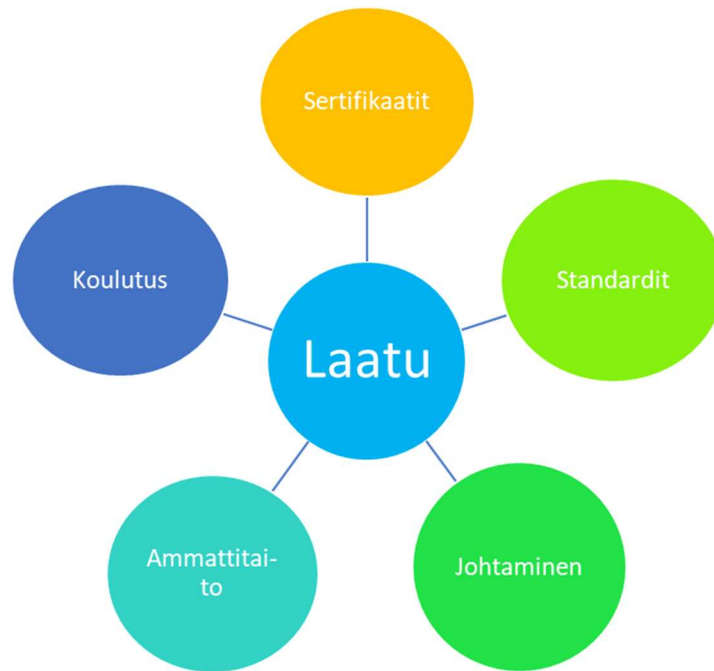 Sertifikaatit
Koulutus
Standardit
Laatu
Ammattitai-
to
Johtaminen